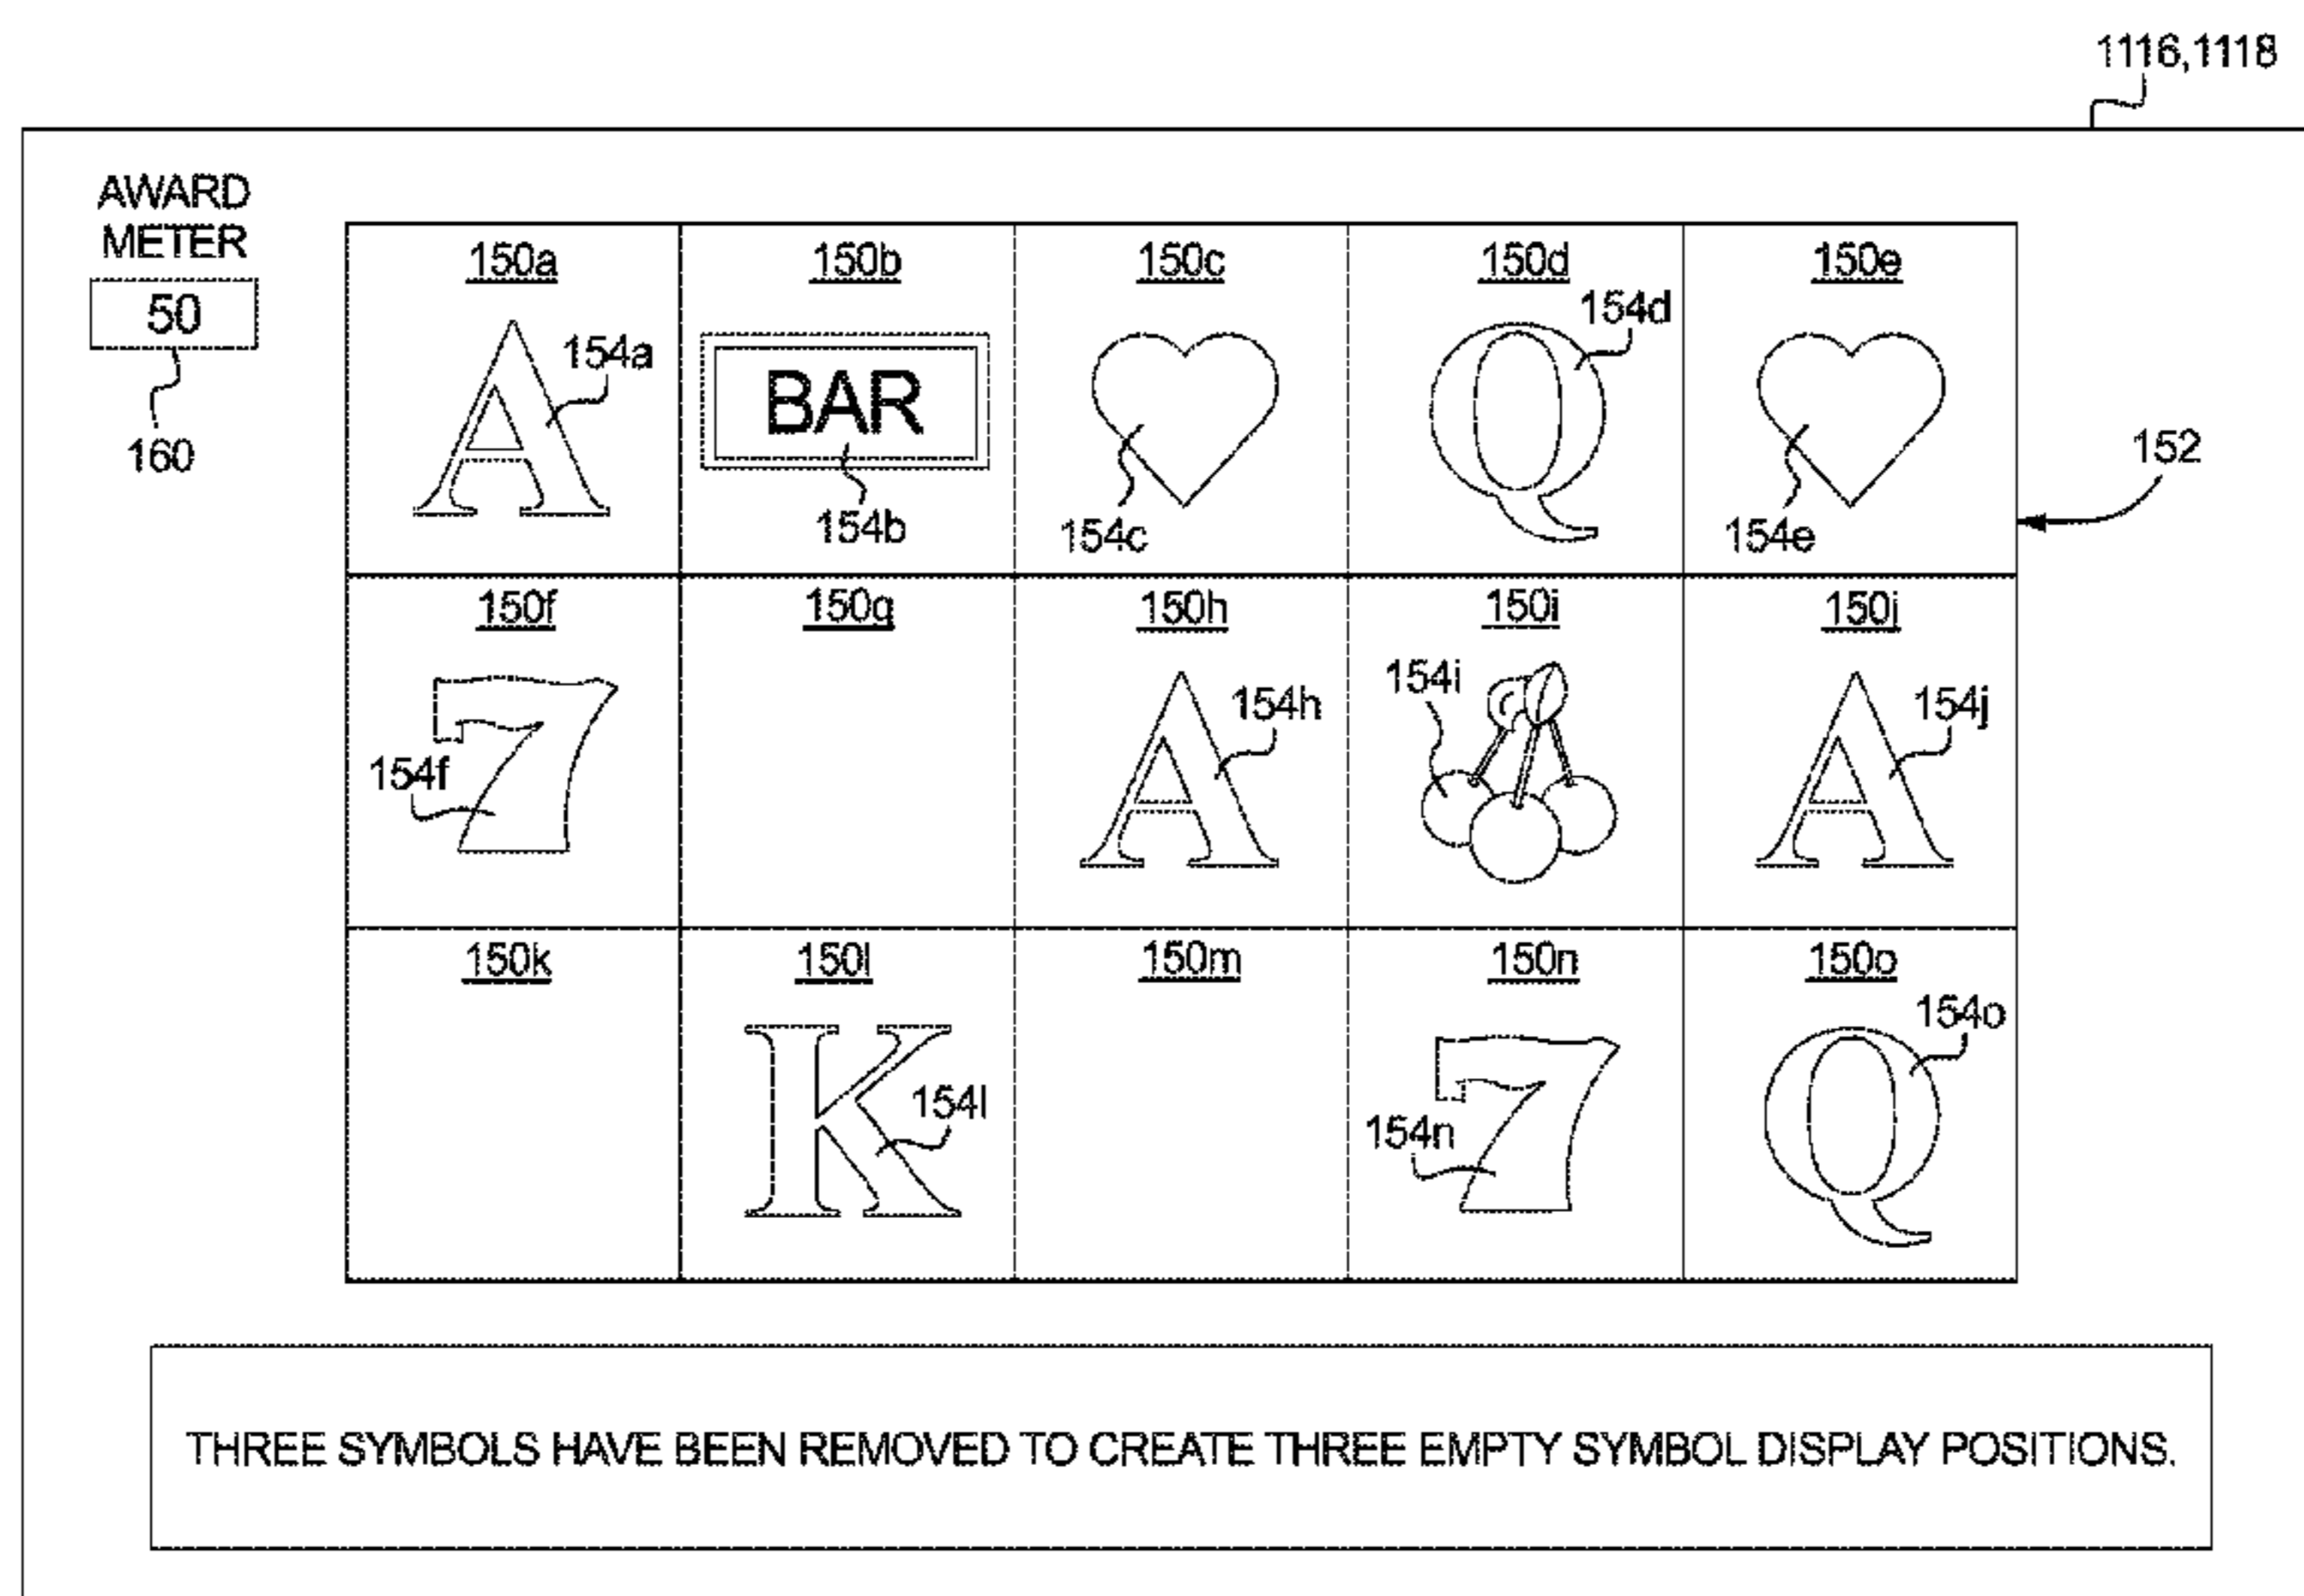 1116,1118
AWARD
METER
50
160
150a 150b 150c 150d 150e
A 154a
BAR
154b
154c
Q 154d
154e
152
150f 150g 150h 150i 150j
7 154f
A 154h
154i
A 154j
150k 150l 150m 150n 150o
K 154l
7 154n
Q 154o
THREE SYMBOLS HAVE BEEN REMOVED TO CREATE THREE EMPTY SYMBOL DISPLAY POSITIONS.